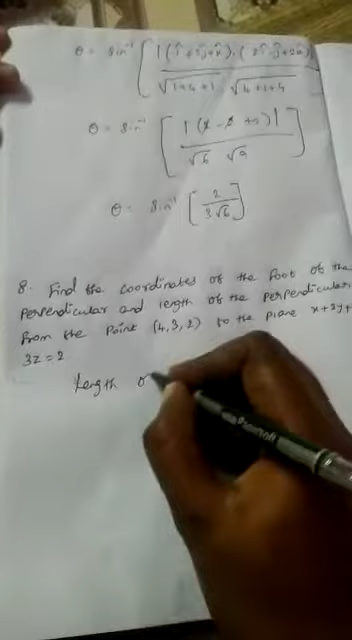 θ = Sin⁻¹ [ |(î+2ĵ+k̂)·(2î-ĵ+2k̂)| / √1+4+1 √4+1+4
θ = Sin⁻¹ [ |(2-2+2)| / √6 √9 ]
θ = Sin⁻¹ [ 2 / 3√6 ]
8. Find the coordinates of the foot of the
Perpendicular and length of the perpendicular
from the point (4,3,2) to the plane x+2y+
3z=2
Length o